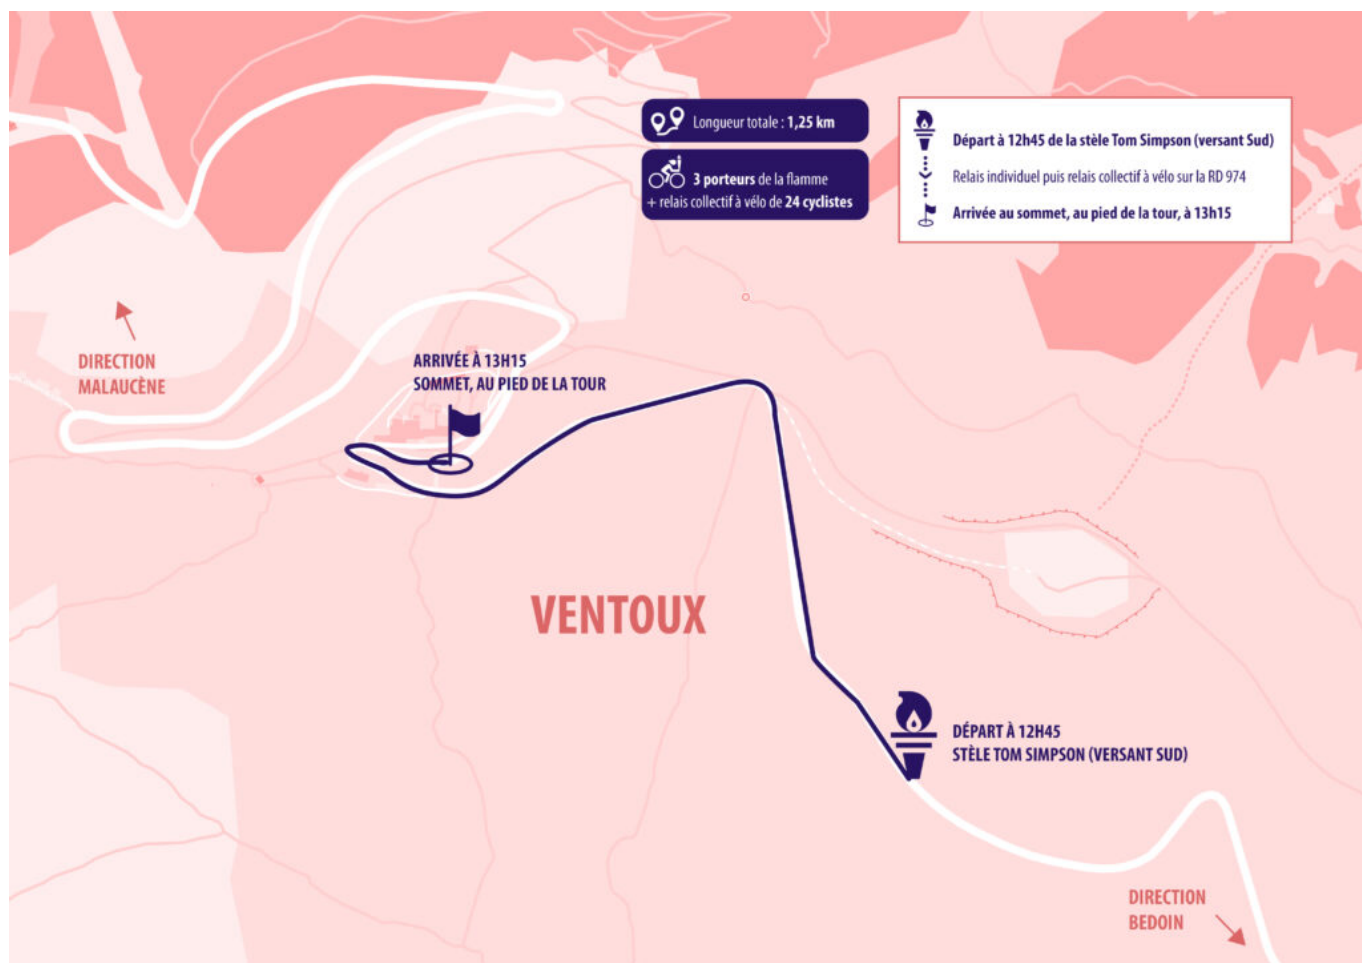 Longueur totale : 1,25 km
3 porteurs de la flamme
+ relais collectif à vélo de 24 cyclistes
Départ à 12h45 de la stèle Tom Simpson (versant Sud)
Relais individuel puis relais collectif à vélo sur la RD 974
Arrivée au sommet, au pied de la tour, à 13h15
DIRECTION
MALAUCÈNE
ARRIVÉE À 13H15
SOMMET, AU PIED DE LA TOUR
VENTOUX
DÉPART À 12H45
STÈLE TOM SIMPSON (VERSANT SUD)
DIRECTION
BEDOIN